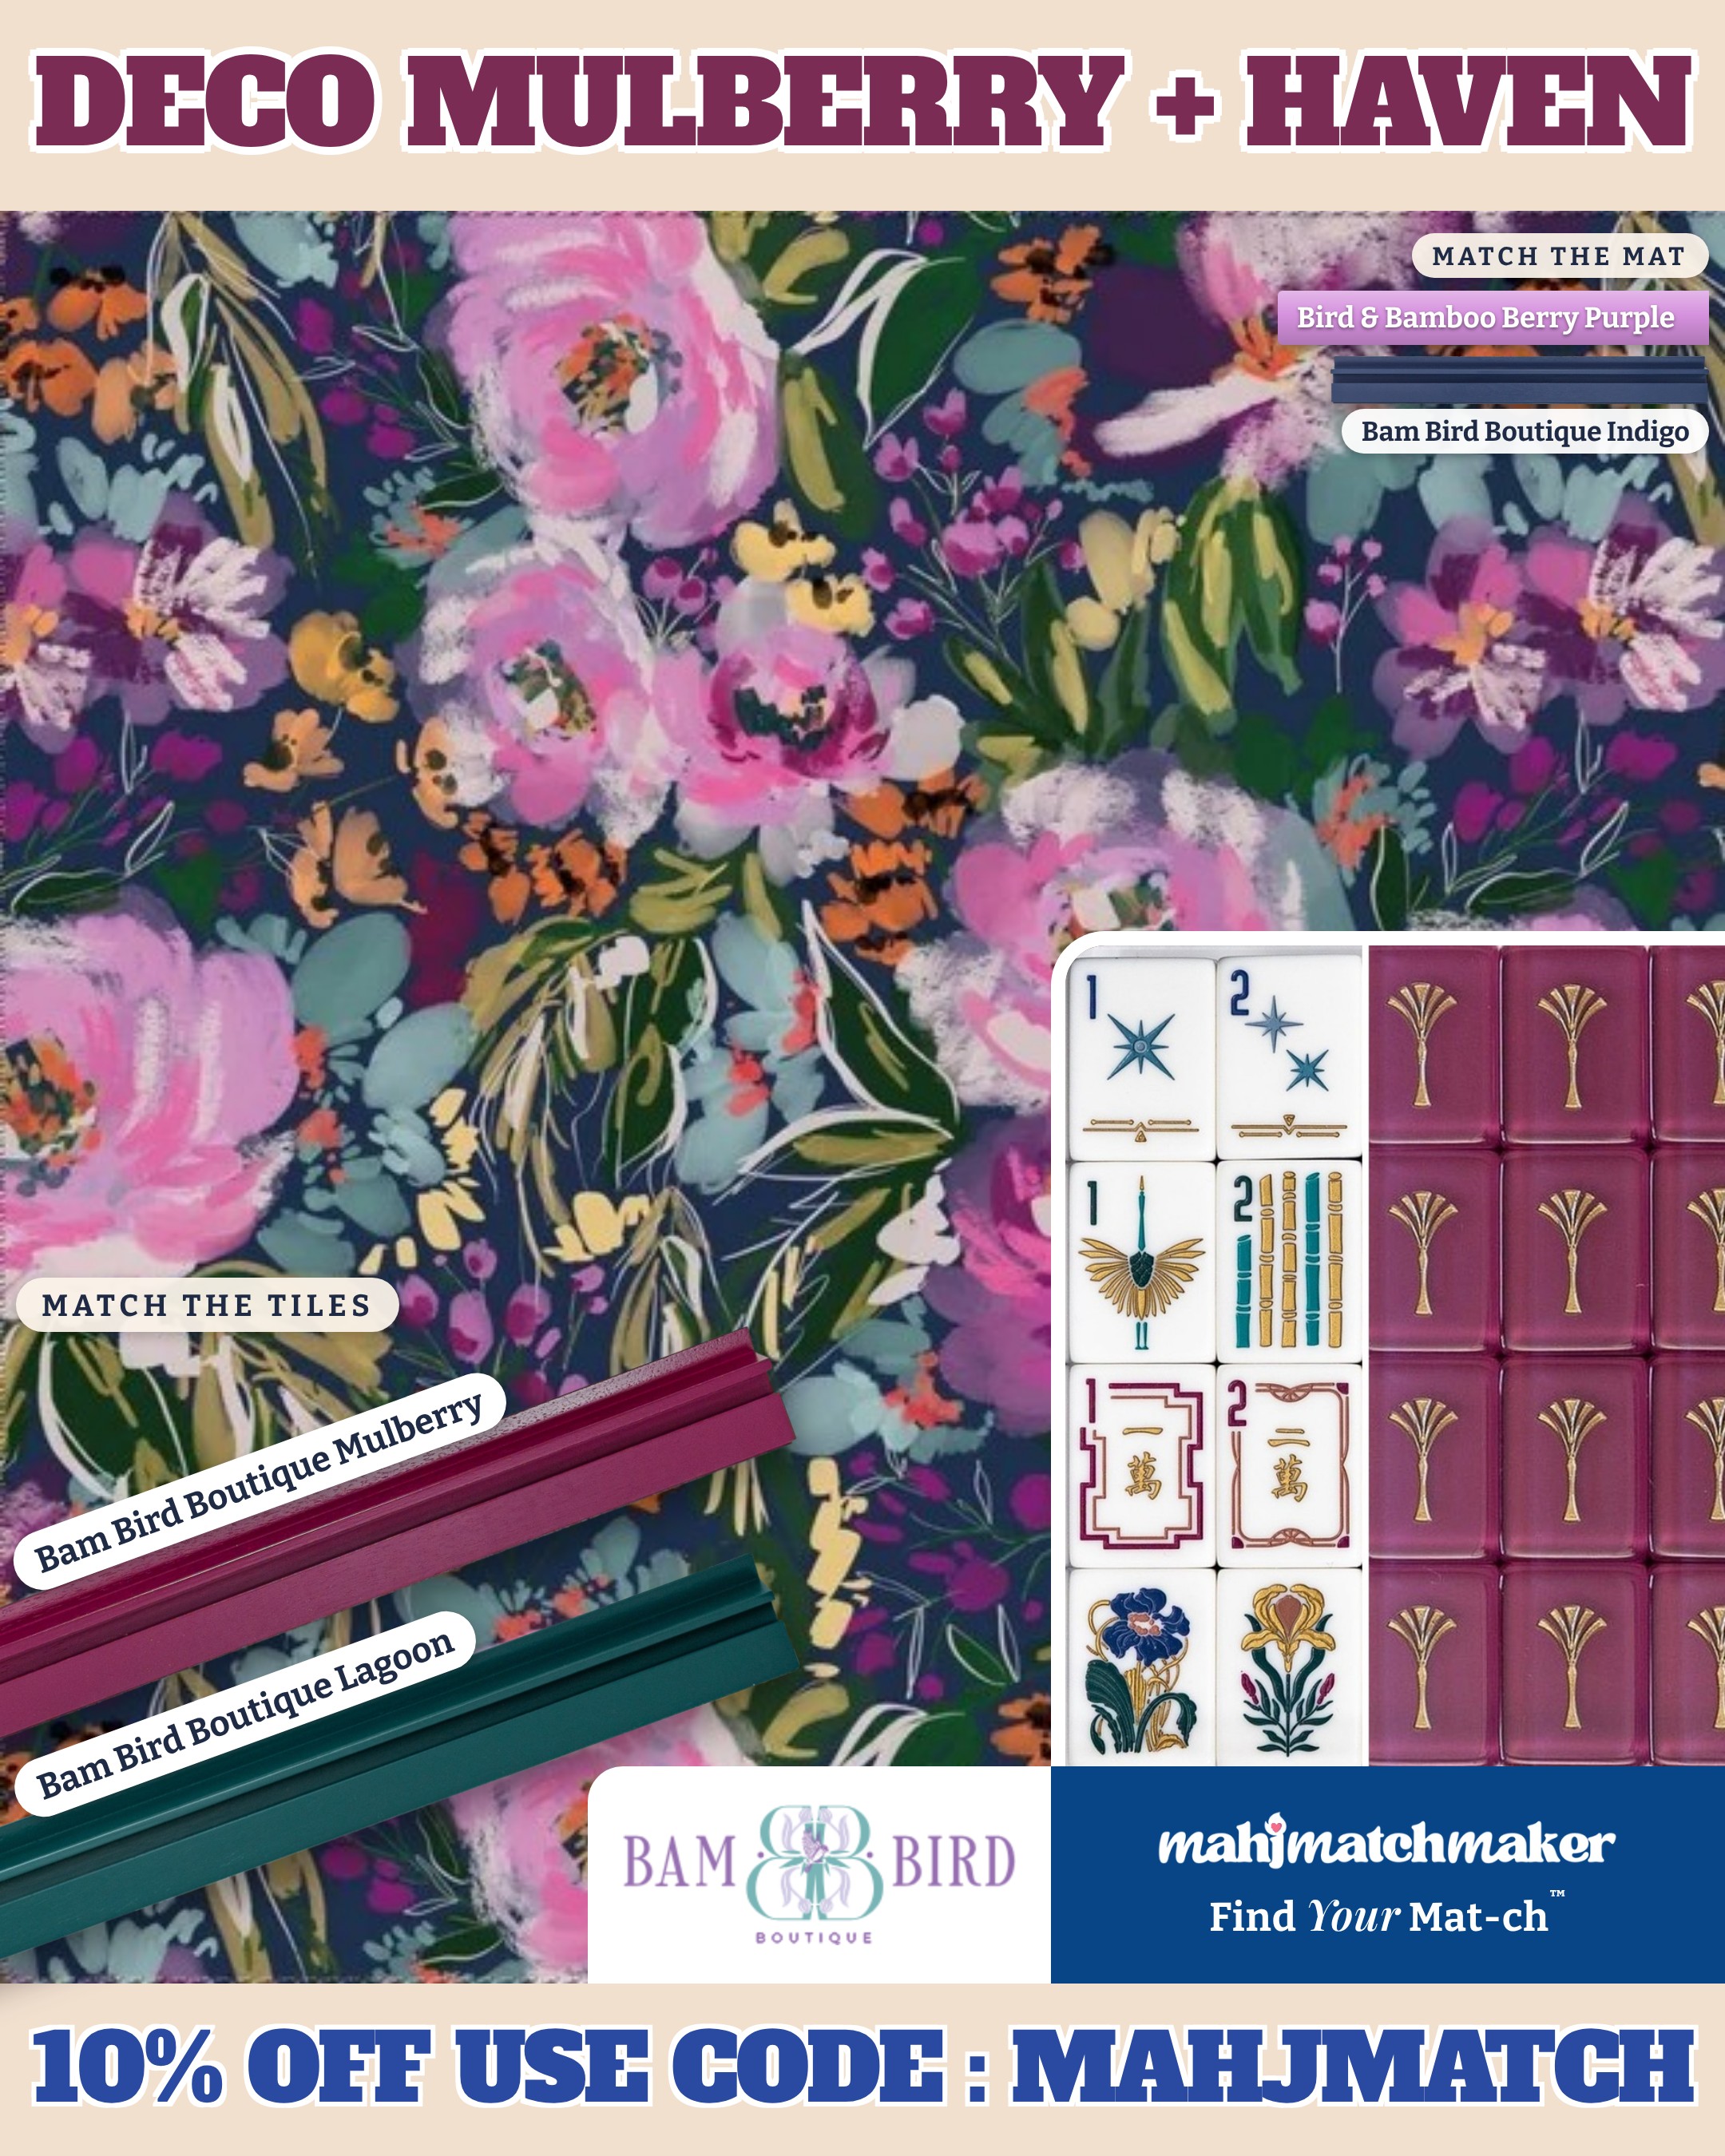 DECO MULBERRY + HAVEN
MATCH THE MAT
Bird & Bamboo Berry Purple
Bam Bird Boutique Indigo
1
2
1
2
1
一
萬
2
二
萬
MATCH THE TILES
Bam Bird Boutique Mulberry
Bam Bird Boutique Lagoon
BAM BIRD
BOUTIQUE
mahjmatchmaker
Find Your Mat-ch™
10% OFF USE CODE : MAHJMATCH